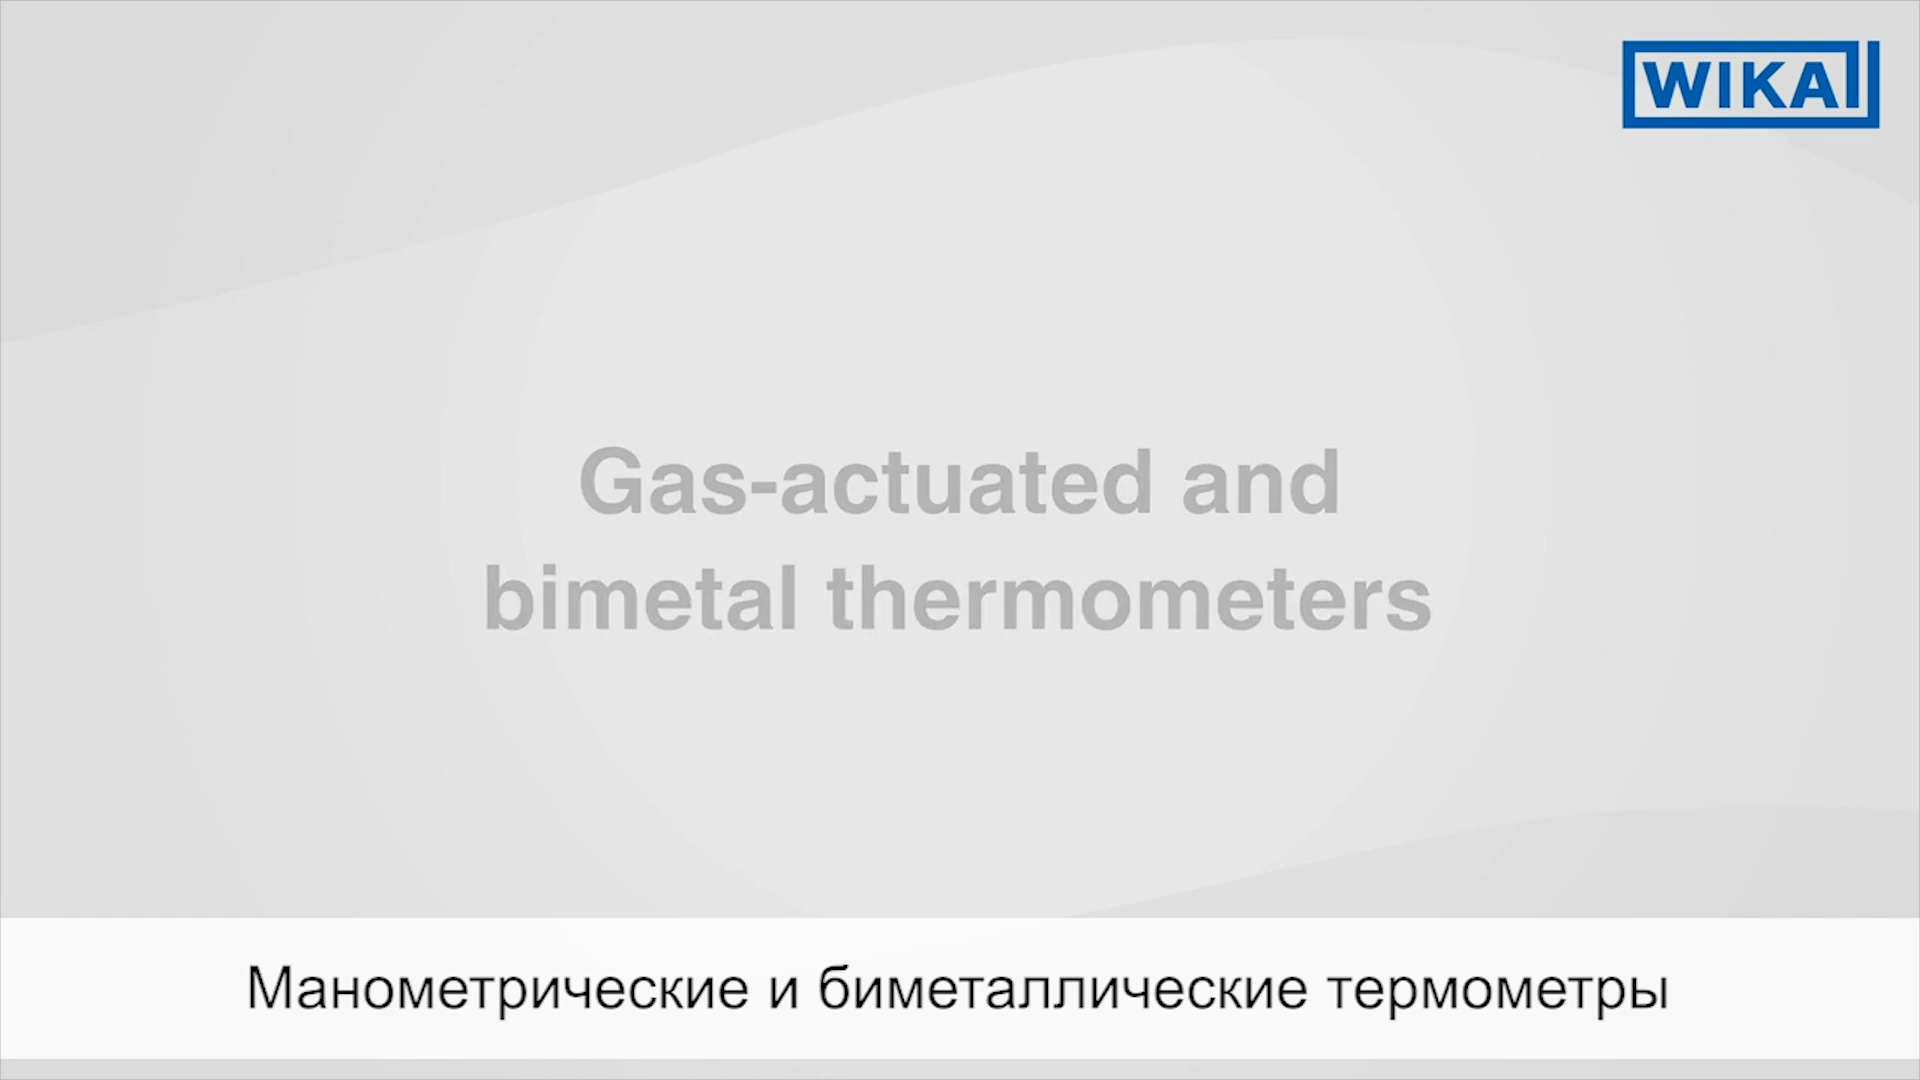 WIKA
Gas-actuated and
bimetal thermometers
Манометрические и биметаллические термометры